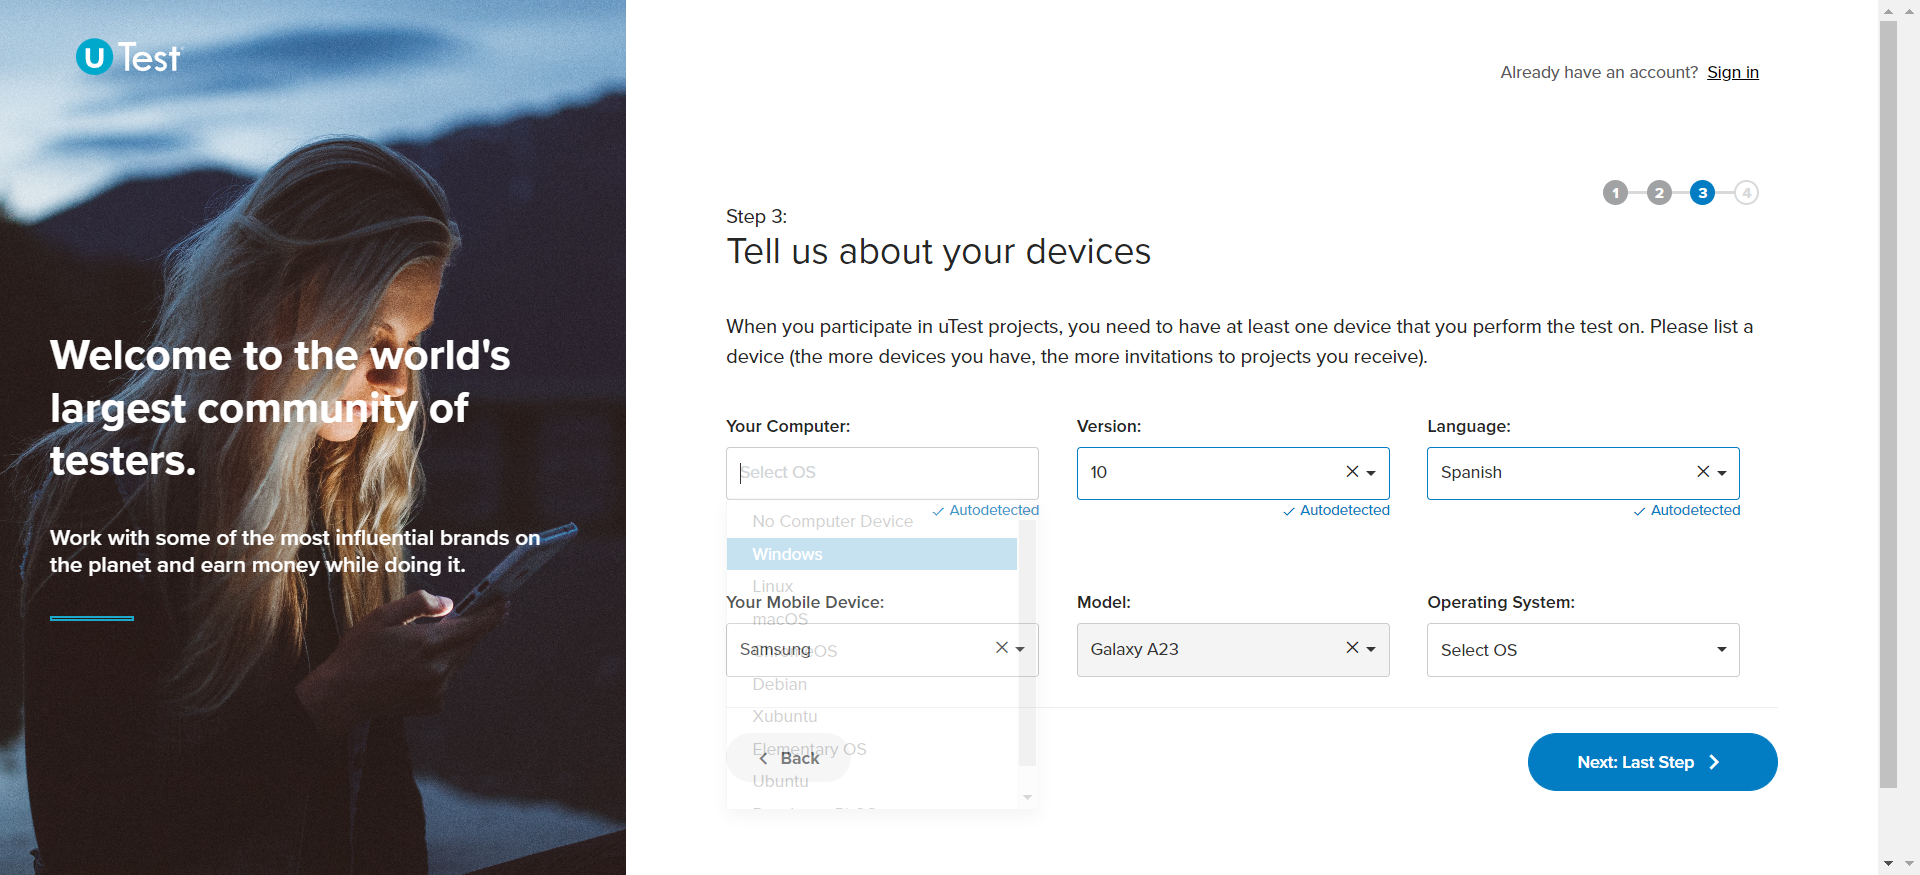 U Test
Already have an account? Sign in
1 2 3 4
Step 3:
Tell us about your devices
When you participate in uTest projects, you need to have at least one device that you perform the test on. Please list a
device (the more devices you have, the more invitations to projects you receive).
Welcome to the world's
largest community of
testers.
Work with some of the most influential brands on
the planet and earn money while doing it.
Your Computer:
Select OS
Autodetected
Version:
10
Autodetected
Language:
Spanish
Autodetected
No Computer Device
Windows
Linux
macOS
Debian
Xubuntu
Elementary OS
Ubuntu
Your Mobile Device:
Samsung
Model:
Galaxy A23
Operating System:
Select OS
Back
Next: Last Step